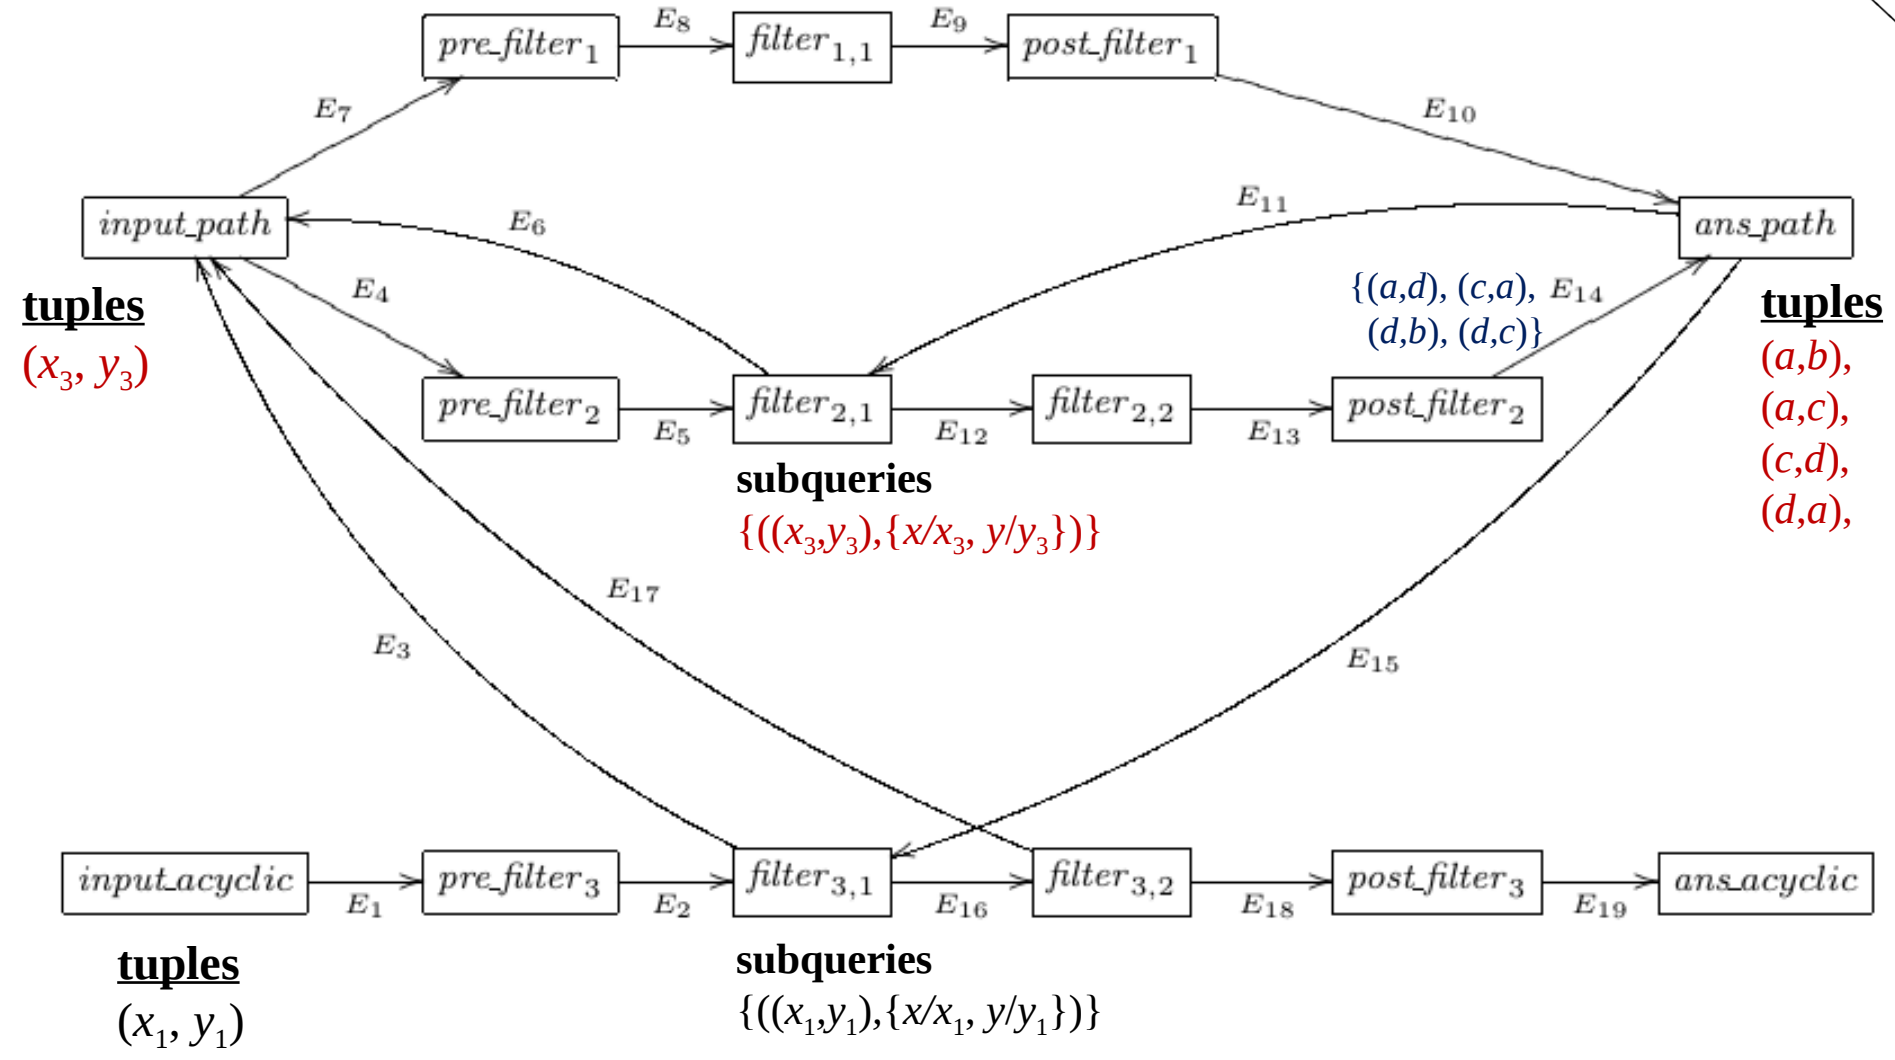 E8
E9
pre_filter1
filter1,1
post_filter1
E7
E10
input_path
E6
E11
ans_path
tuples
(x3, y3)
E4
{(a,d), (c,a),
(d,b), (d,c)}
E14
tuples
(a,b),
(a,c),
(c,d),
(d,a),
pre_filter2
filter2,1
filter2,2
post_filter2
E5
E12
E13
subqueries
{((x3,y3),{x/x3, y/y3})}
E17
E3
E15
input_acyclic
pre_filter3
filter3,1
filter3,2
post_filter3
ans_acyclic
E1
E2
E16
E18
E19
tuples
(x1, y1)
subqueries
{((x1,y1),{x/x1, y/y1})}